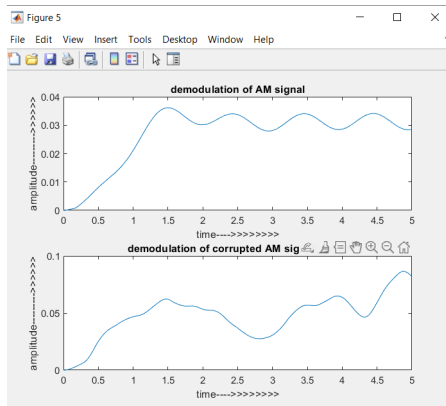 Figure 5
File Edit View Insert Tools Desktop Window Help
demodulation of AM signal
0.04
0.03
0.02
0.01
0
amplitude------->>>>>>
0 0.5 1 1.5 2 2.5 3 3.5 4 4.5 5
time---->>>>>>>>
demodulation of corrupted AM sig
0.1
0.05
0
amplitude------->>>>>>
0 0.5 1 1.5 2 2.5 3 3.5 4 4.5 5
time---->>>>>>>>